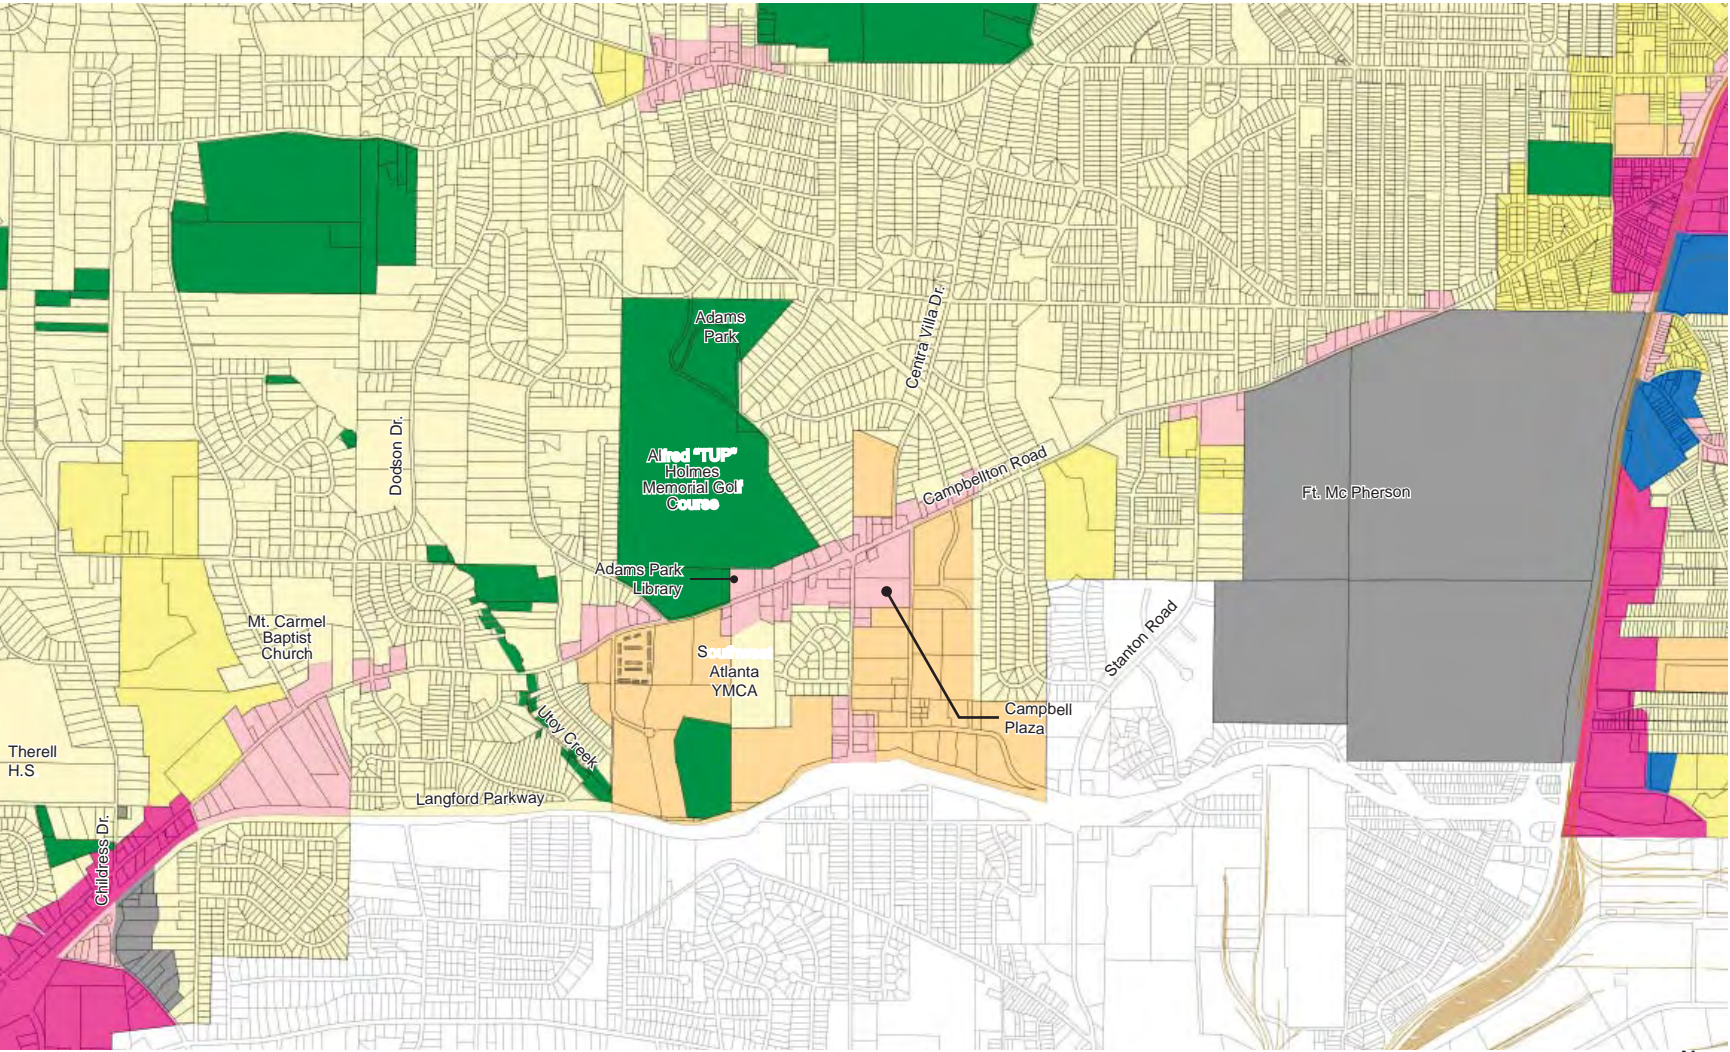 Adams
Park
Centra Villa Dr.
Dodson Dr.
Alfred “TUP”
Holmes
Memorial Golf
Course
Campbellton Road
Ft. Mc Pherson
Adams Park
Library
Mt. Carmel
Baptist
Church
Southwest
Atlanta
YMCA
Stanton Road
Campbell
Plaza
Utoy Creek
Therell
H.S
Langford Parkway
Childress Dr.